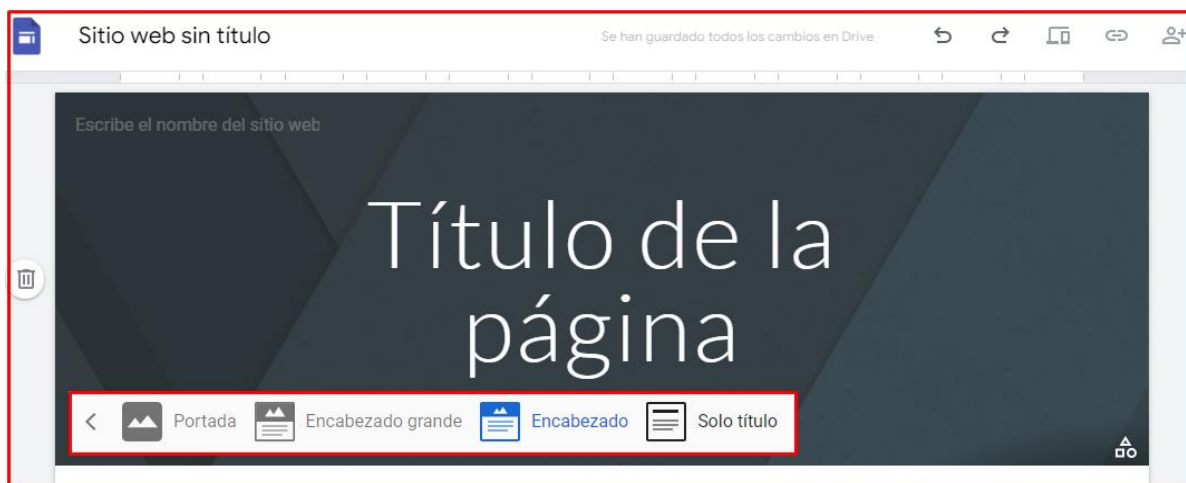 Sitio web sin título
Se han guardado todos los cambios en Drive
Escribe el nombre del sitio web
Título de la
página
Portada Encabezado grande Encabezado Solo título